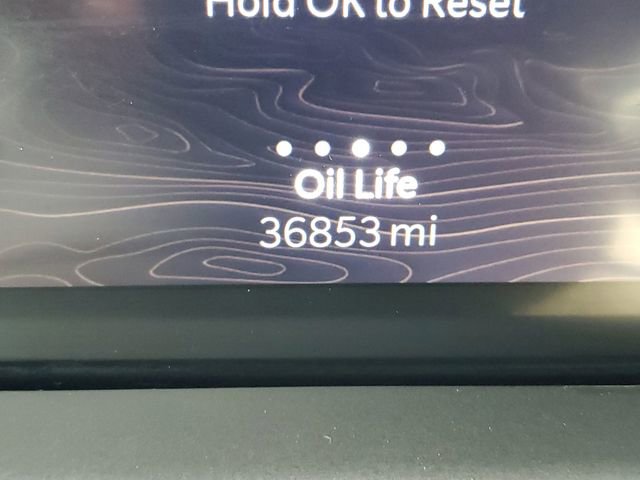 Hold OK to Reset
Oil Life
36853 mi